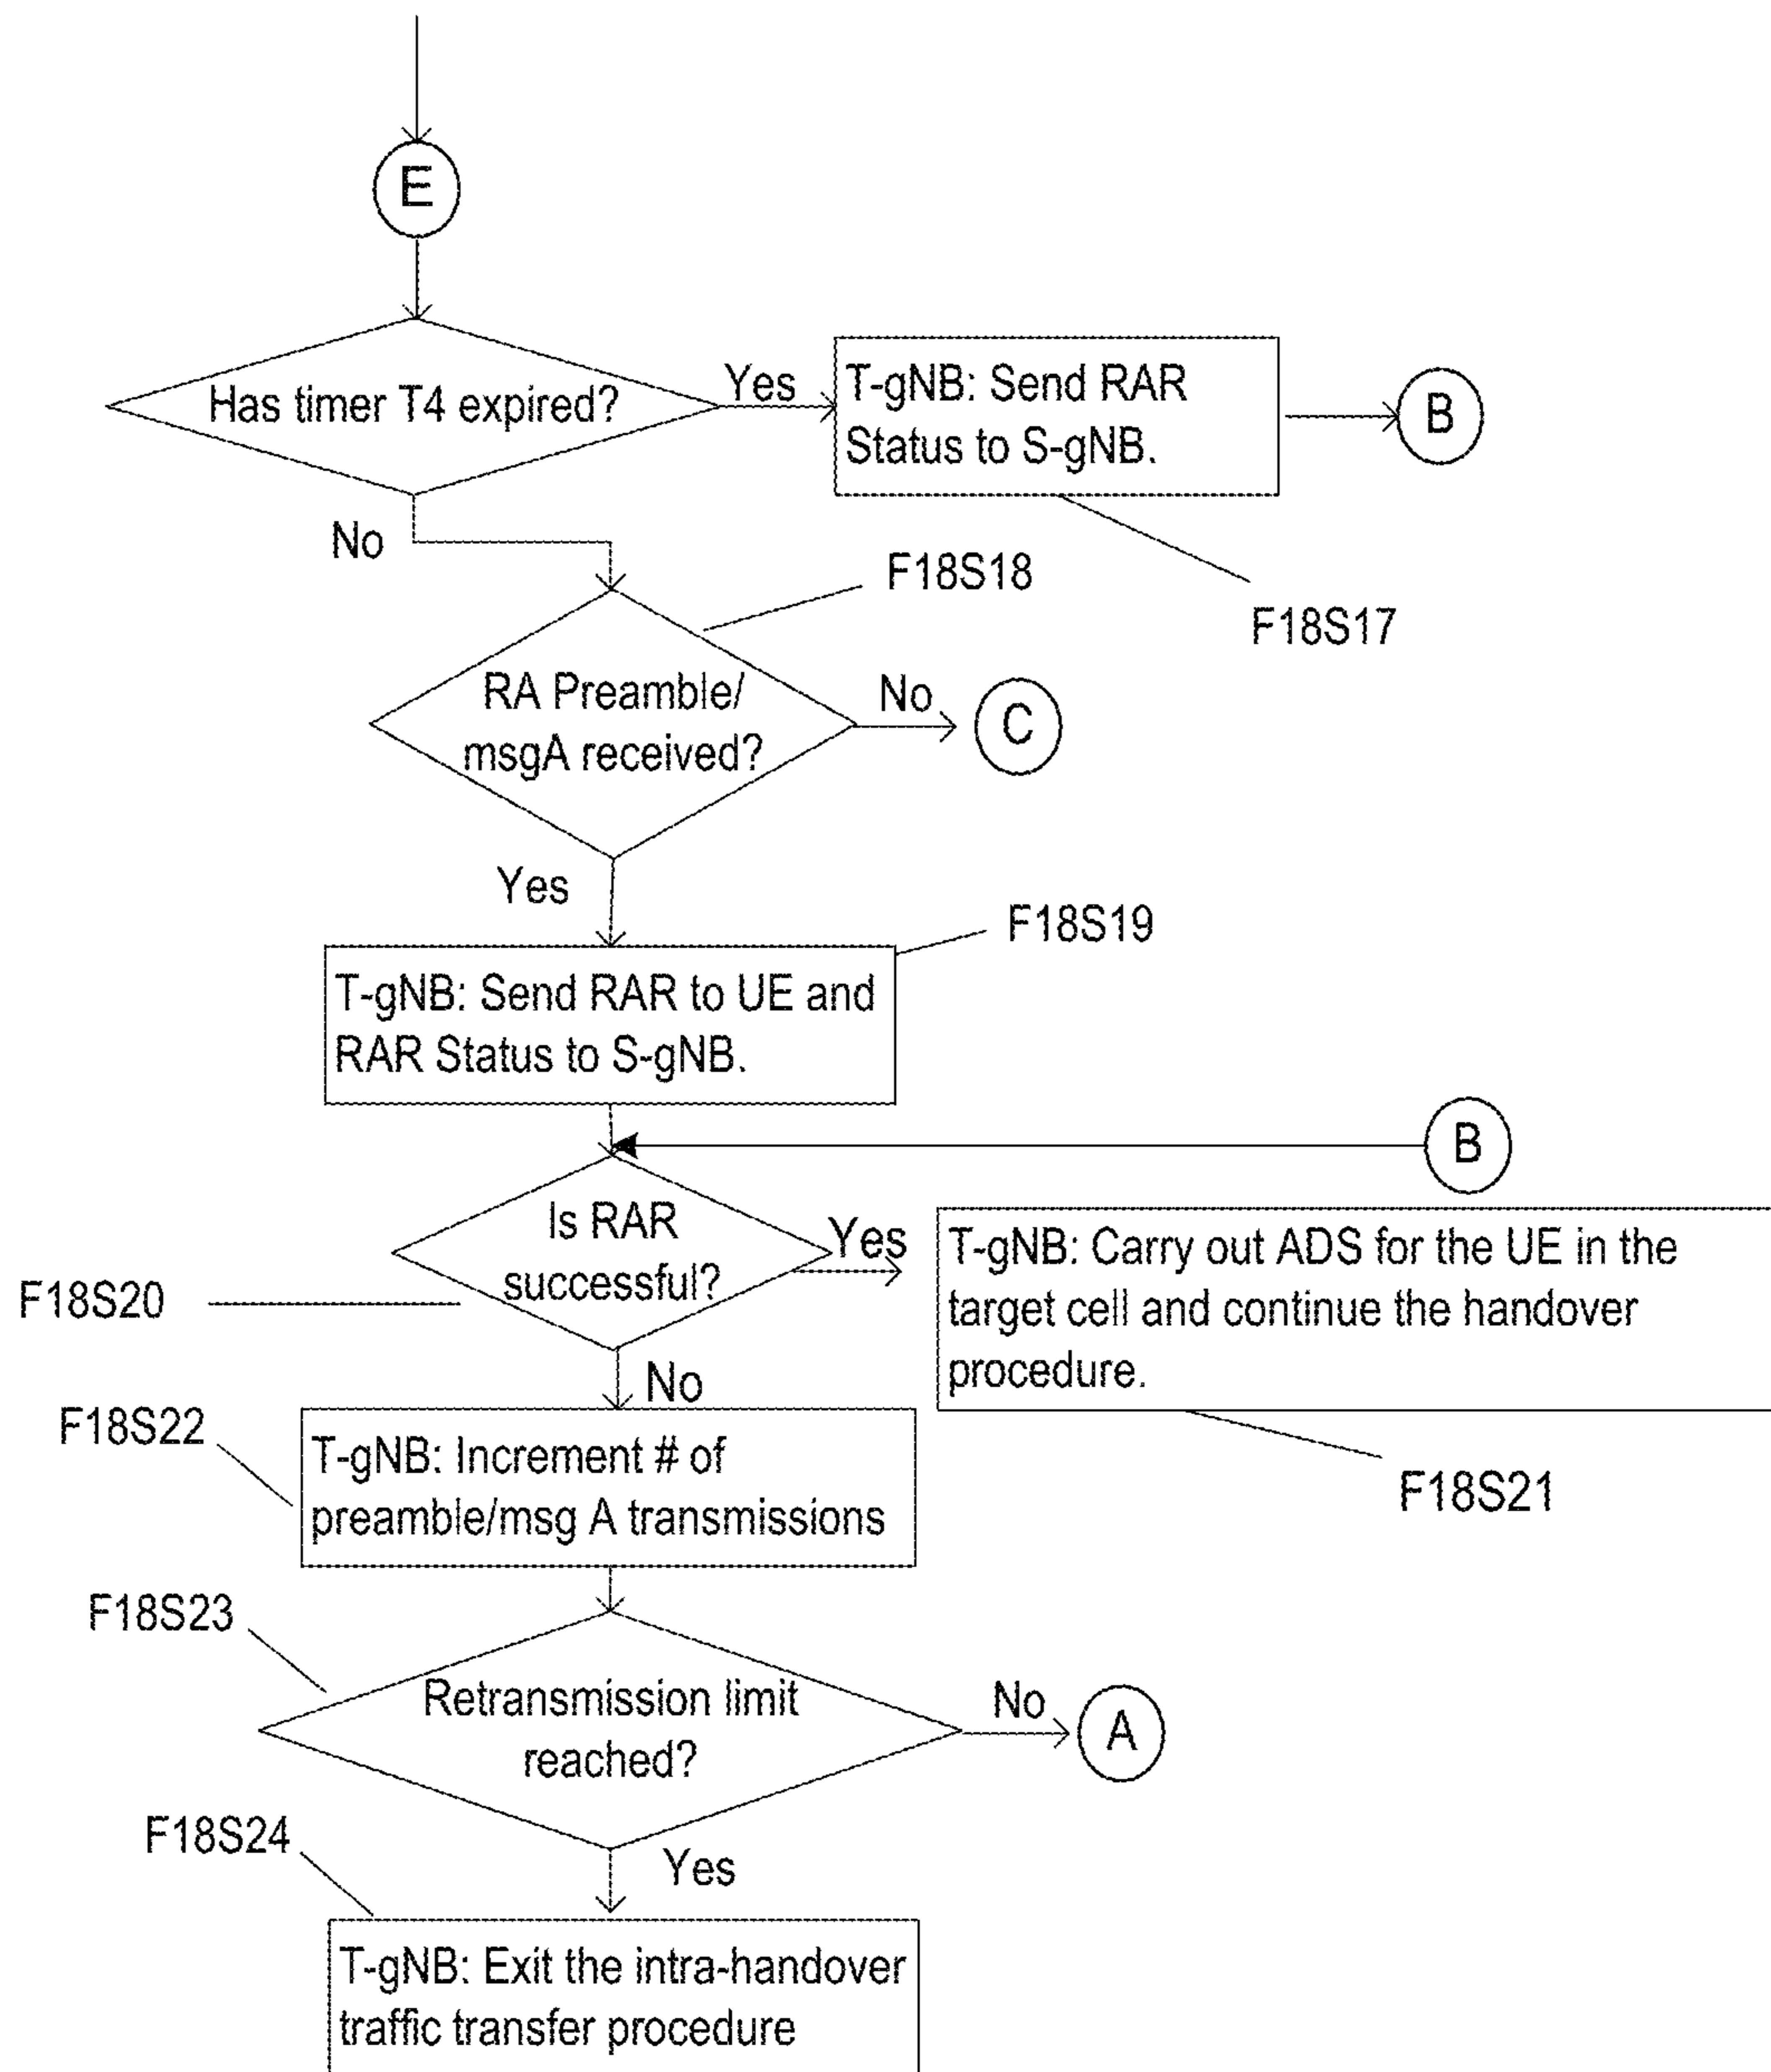 E
Has timer T4 expired?
Yes
T-gNB: Send RAR
Status to S-gNB.
B
No
F18S18
F18S17
RA Preamble/
msgA received?
No
C
Yes
F18S19
T-gNB: Send RAR to UE and
RAR Status to S-gNB.
B
Is RAR
successful?
Yes
T-gNB: Carry out ADS for the UE in the
target cell and continue the handover
procedure.
F18S20
No
F18S22
T-gNB: Increment # of
preamble/msg A transmissions
F18S21
F18S23
Retransmission limit
reached?
No
A
F18S24
Yes
T-gNB: Exit the intra-handover
traffic transfer procedure